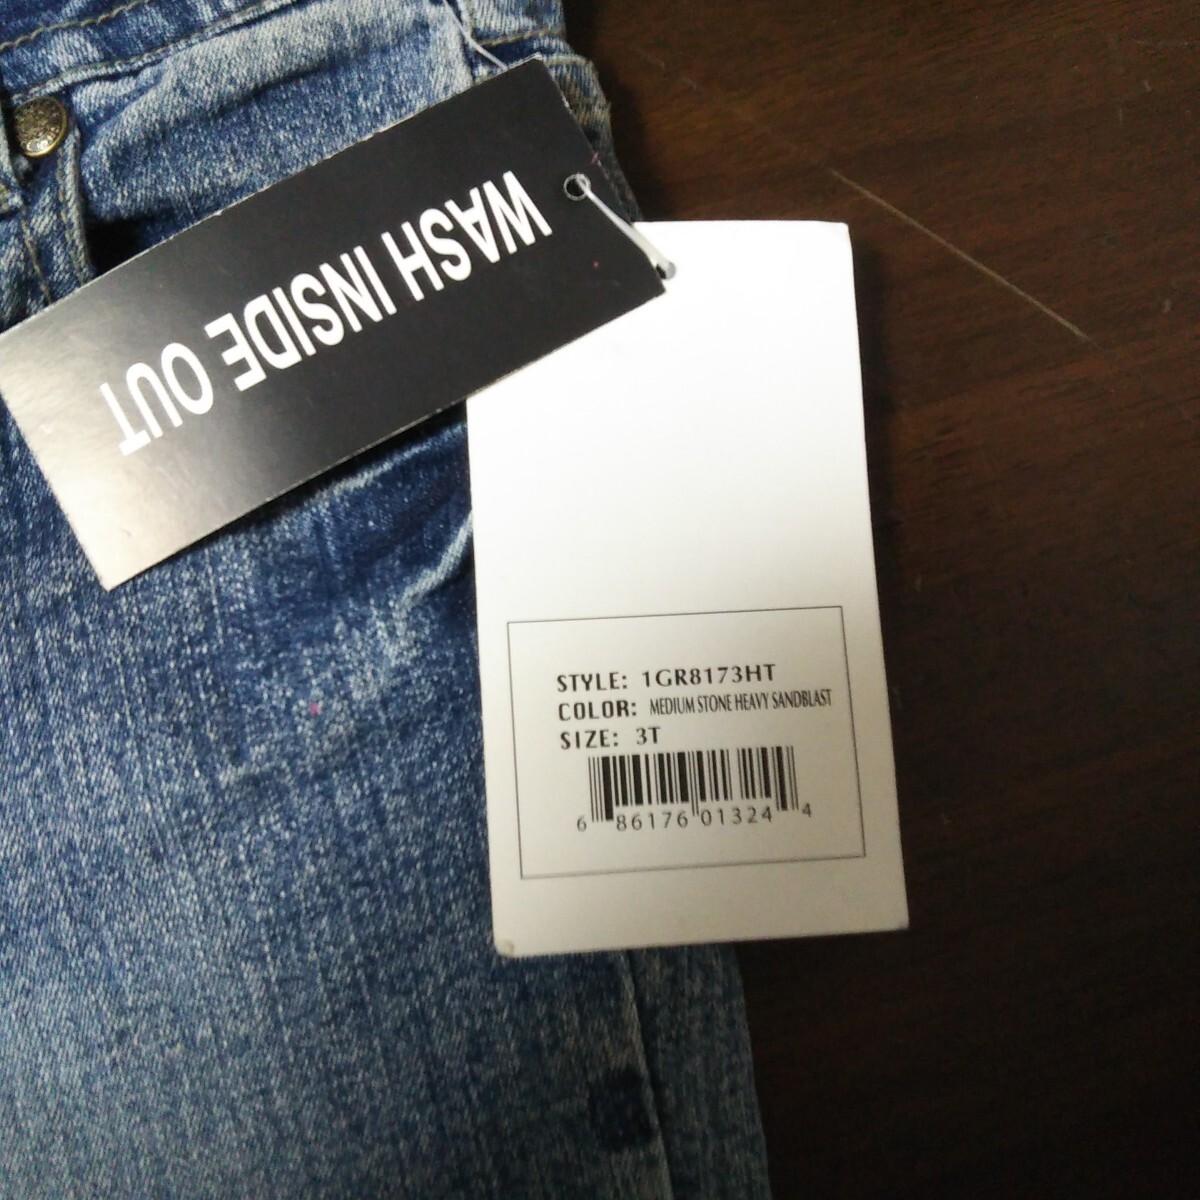 WASH INSIDE OUT
STYLE: 1GR8173HT
COLOR: MEDIUM STONE HEAVY SANDBLAST
SIZE: 3T
6 86176 01324 4